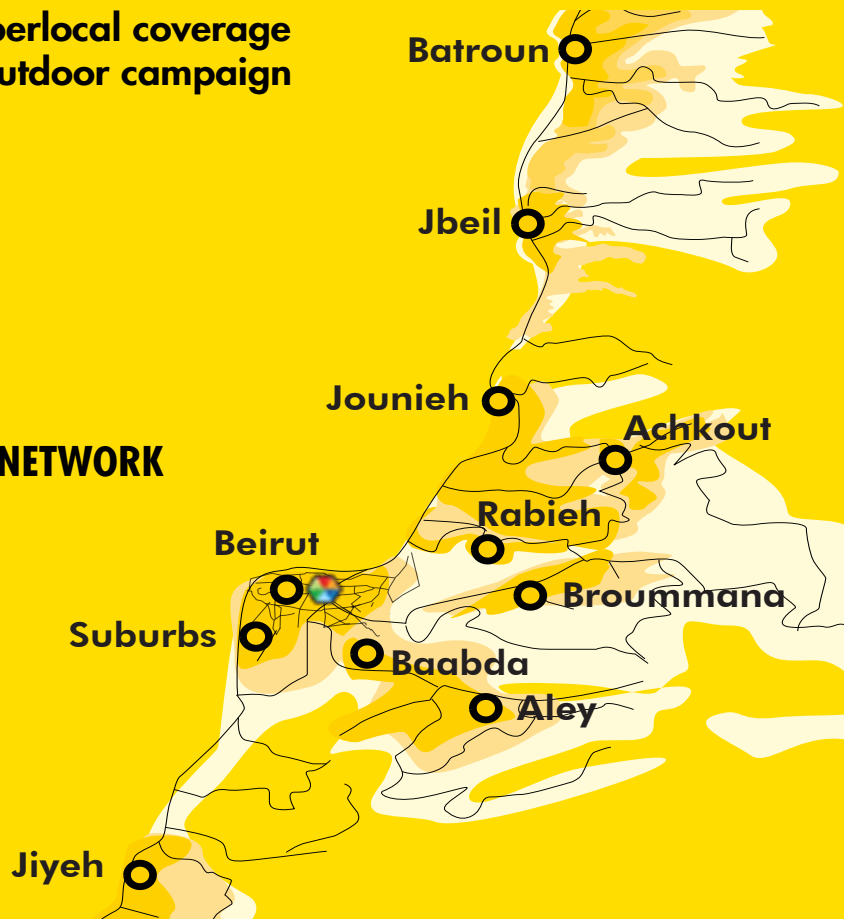 perlocal coverage
utdoor campaign
Batroun
Jbeil
Jounieh
Achkout
NETWORK
Rabieh
Beirut
Broummana
Suburbs
Baabda
Aley
Jiyeh